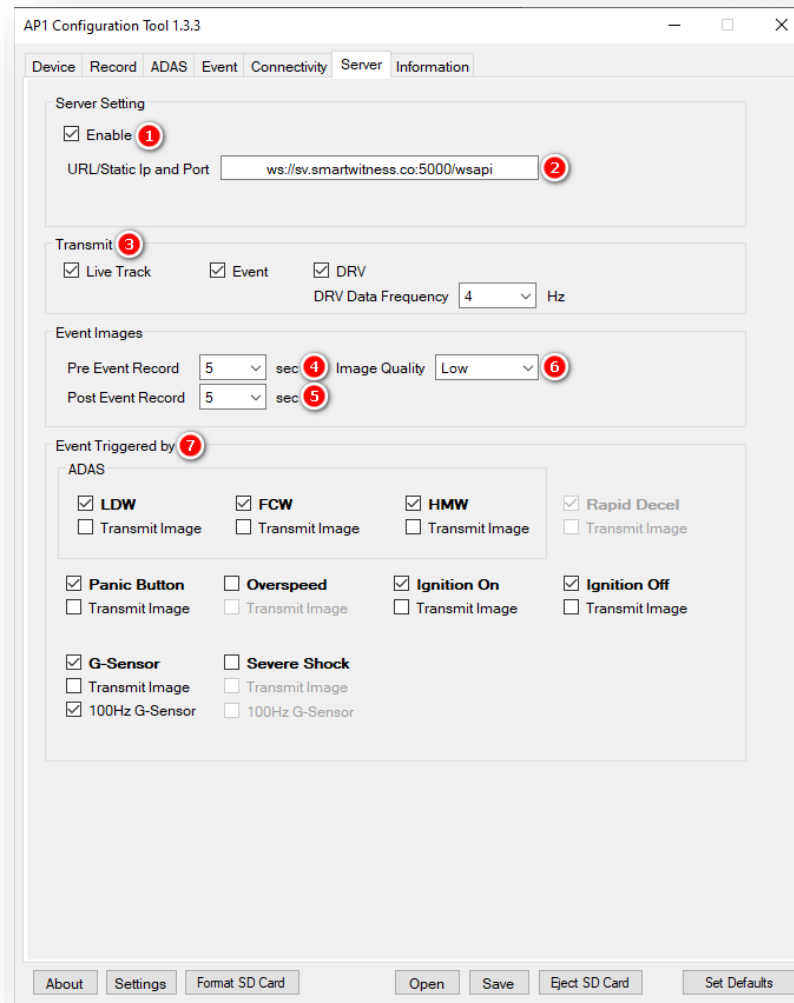 AP1 Configuration Tool 1.3.3
Device Record ADAS Event Connectivity Server Information
Server Setting
Enable 1
URL/Static Ip and Port ws://sv.smartwitness.co:5000/wsapi 2
Transmit 3
Live Track Event DRV
DRV Data Frequency 4 Hz
Event Images
Pre Event Record 5 sec 4 Image Quality Low 6
Post Event Record 5 sec 5
Event Triggered by 7
ADAS
LDW FCW HMW Rapid Decel
Transmit Image Transmit Image Transmit Image Transmit Image
Panic Button Overspeed Ignition On Ignition Off
Transmit Image Transmit Image Transmit Image Transmit Image
G-Sensor Severe Shock
Transmit Image Transmit Image
100Hz G-Sensor 100Hz G-Sensor
About Settings Format SD Card Open Save Eject SD Card Set Defaults